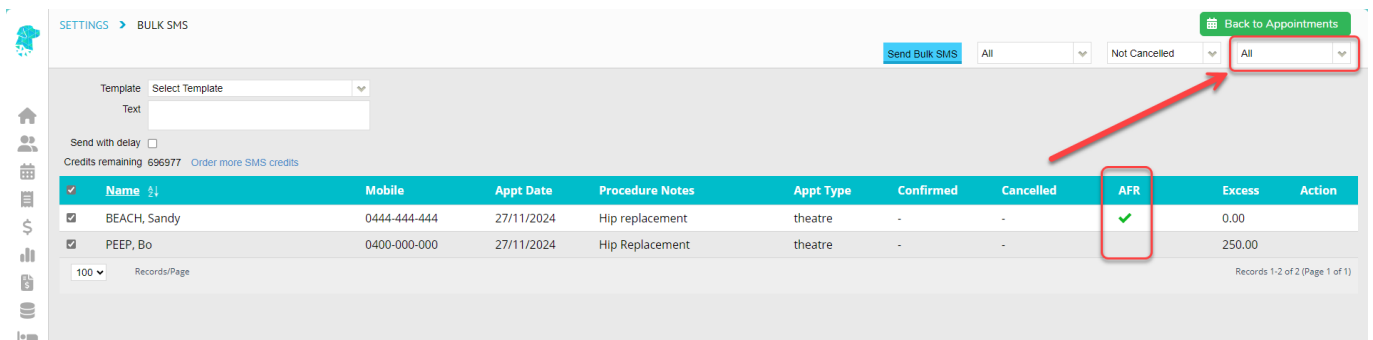 SETTINGS > BULK SMS
Back to Appointments
Send Bulk SMS All Not Cancelled All
Template Select Template
Text
Send with delay
Credits remaining 696977 Order more SMS credits
Name Mobile Appt Date Procedure Notes Appt Type Confirmed Cancelled AFR Excess Action
BEACH, Sandy 0444-444-444 27/11/2024 Hip replacement theatre - - 0.00
PEEP, Bo 0400-000-000 27/11/2024 Hip Replacement theatre - - 250.00
100 Records/Page Records 1-2 of 2 (Page 1 of 1)